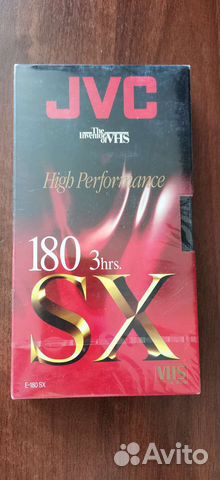 JVC
The
Inventor
of VHS
High Performance
180 3hrs.
SX
VHS
E-180 SX
Avito